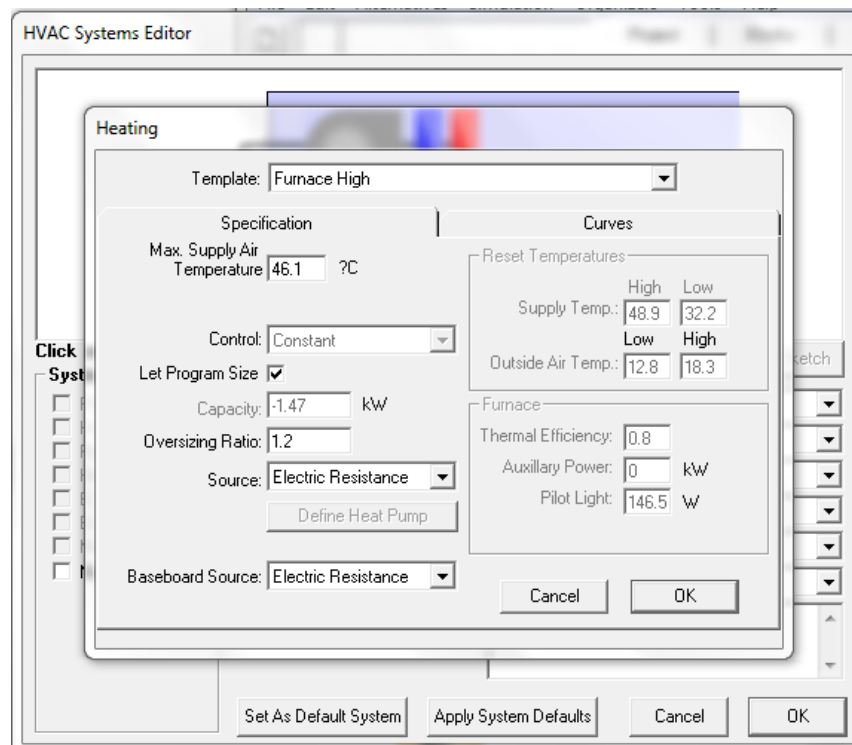 HVAC Systems Editor
Heating
Template: Furnace High
Specification
Curves
Max. Supply Air
Temperature 46.1 ?C
Control: Constant
Let Program Size
Capacity: -1.47 kW
Oversizing Ratio: 1.2
Source: Electric Resistance
Define Heat Pump
Baseboard Source: Electric Resistance
Reset Temperatures
High Low
Supply Temp.: 48.9 32.2
Low High
Outside Air Temp.: 12.8 18.3
Furnace
Thermal Efficiency: 0.8
Auxillary Power: 0 kW
Pilot Light: 146.5 W
Cancel OK
Click
Syst
ketch
Set As Default System Apply System Defaults Cancel OK